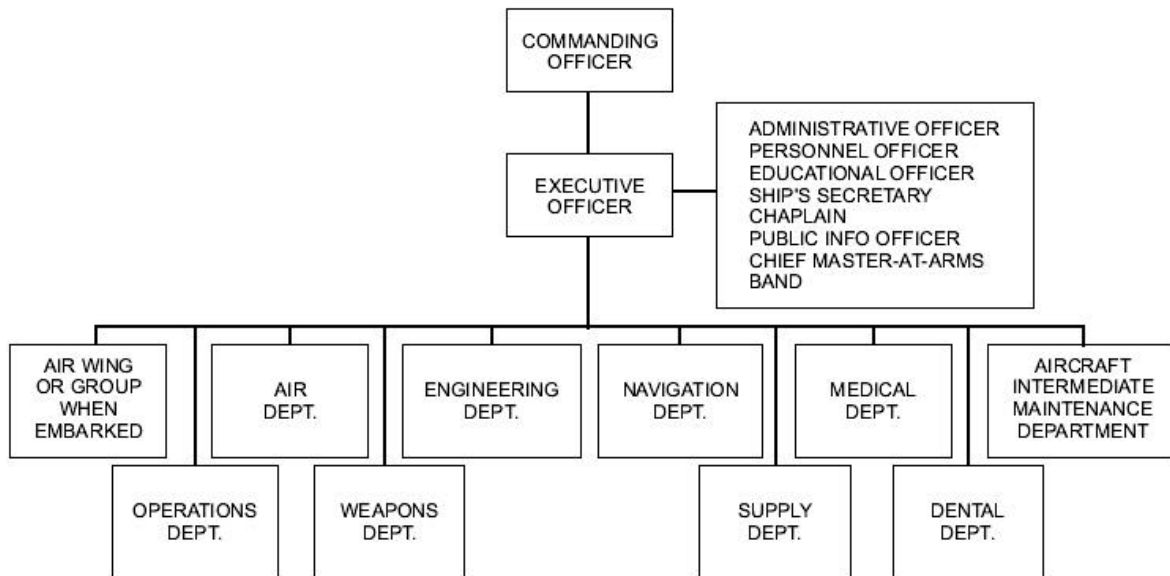 COMMANDING
OFFICER
EXECUTIVE
OFFICER
ADMINISTRATIVE OFFICER
PERSONNEL OFFICER
EDUCATIONAL OFFICER
SHIP'S SECRETARY
CHAPLAIN
PUBLIC INFO OFFICER
CHIEF MASTER-AT-ARMS
BAND
AIR WING
OR GROUP
WHEN
EMBARKED
AIR
DEPT.
ENGINEERING
DEPT.
NAVIGATION
DEPT.
MEDICAL
DEPT.
AIRCRAFT
INTERMEDIATE
MAINTENANCE
DEPARTMENT
OPERATIONS
DEPT.
WEAPONS
DEPT.
SUPPLY
DEPT.
DENTAL
DEPT.